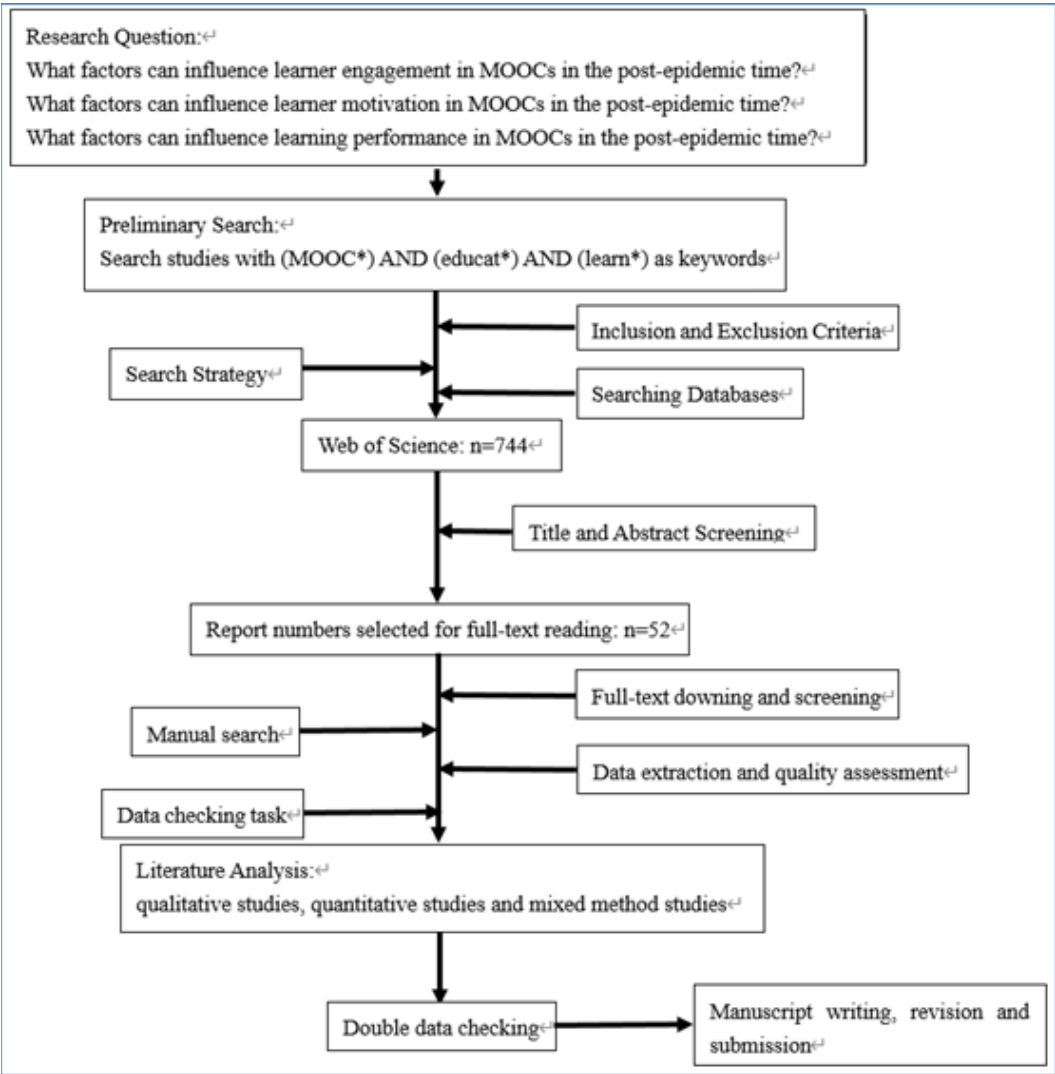 Research Question:↵
What factors can influence learner engagement in MOOCs in the post-epidemic time?↵
What factors can influence learner motivation in MOOCs in the post-epidemic time?↵
What factors can influence learning performance in MOOCs in the post-epidemic time?↵
Preliminary Search:↵
Search studies with (MOOC*) AND (educat*) AND (learn*) as keywords↵
Inclusion and Exclusion Criteria↵
Search Strategy↵
Searching Databases↵
Web of Science: n=744↵
Title and Abstract Screening↵
Report numbers selected for full-text reading: n=52↵
Full-text downing and screening↵
Manual search↵
Data extraction and quality assessment↵
Data checking task↵
Literature Analysis:↵
qualitative studies, quantitative studies and mixed method studies↵
Double data checking↵
Manuscript writing, revision and
submission↵